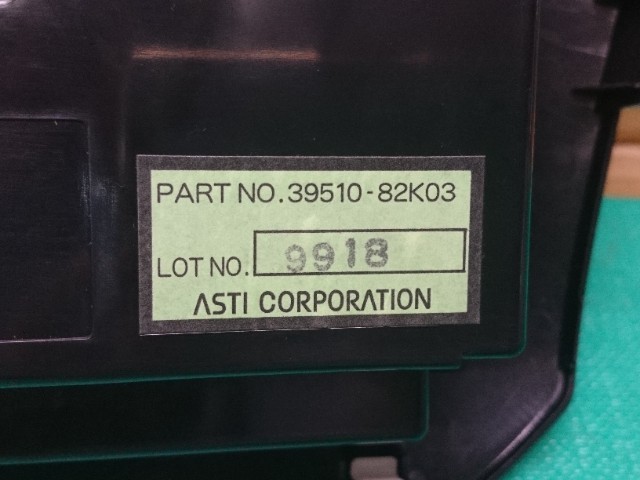 PART NO.39510-82K03
LOT NO. 9918
ASTI CORPORATION